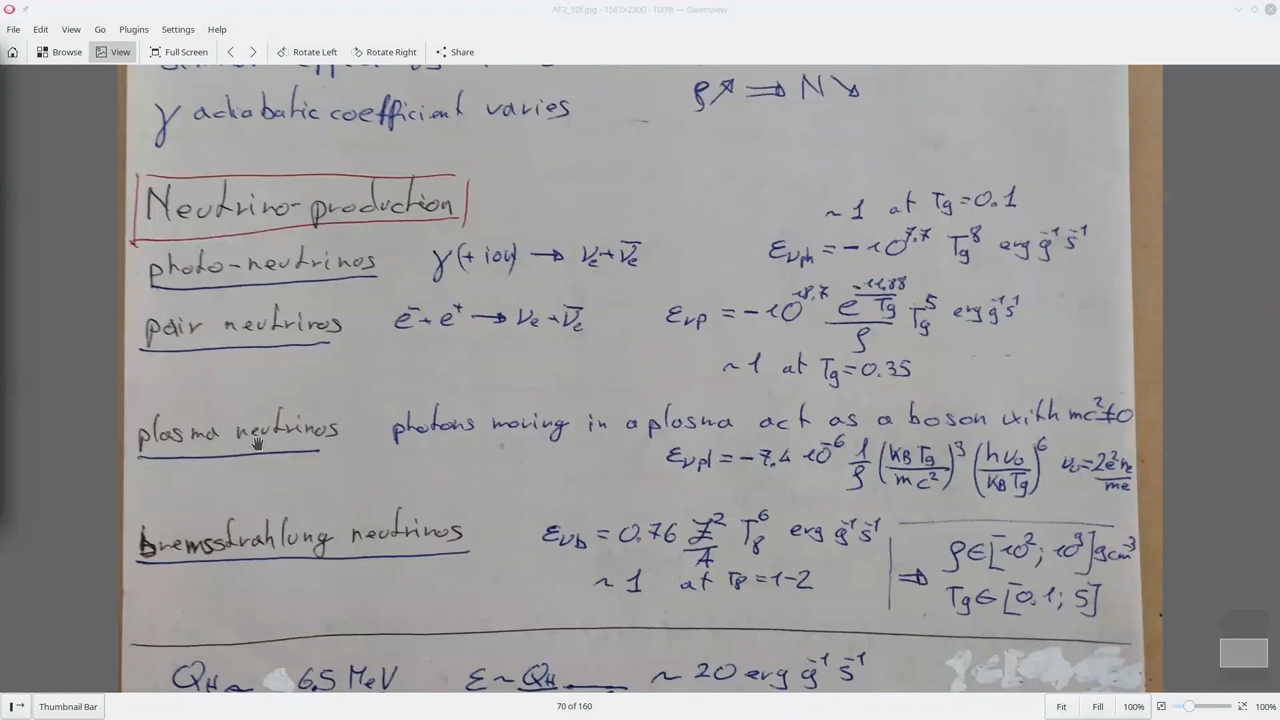 AF2_10f.jpg - 1561x2300 - 100% — Gwenview
File Edit View Go Plugins Settings Help
Browse View Full Screen Rotate Left Rotate Right Share
γ adiabatic coefficient varies
ρ↗ ⟹ N↘
Neutrino-production
~ 1 at T9=0.1
photo-neutrinos γ(+ ion) → νe+ν̄e ενph = -10^7.7 T9^8 erg g^-1 s^-1
pair neutrinos e^- + e^+ → νe + ν̄e ενp = -10^18.7 e^(-11.88/T9)/ρ T9^5 erg g^-1 s^-1
~ 1 at T9=0.35
plasma neutrinos photons moving in a plasma act as a boson with mc²≠0
ενpl = -7.4 10^-6 1/ρ (kB T9/mc²)^3 (hν0/kB T9)^6 ν0=2e²ne/me
bremsstrahlung neutrinos ενb = 0.76 Z²/A T8^6 erg g^-1 s^-1
~ 1 at T8=1-2
⟹ ρ∈[10²; 10⁹] g cm^-3
T9∈[0.1; 5]
QH ~ 6.5 MeV ε ~ QH ~ 20 erg g^-1 s^-1
Thumbnail Bar 70 of 160 Fit Fill 100% 100%